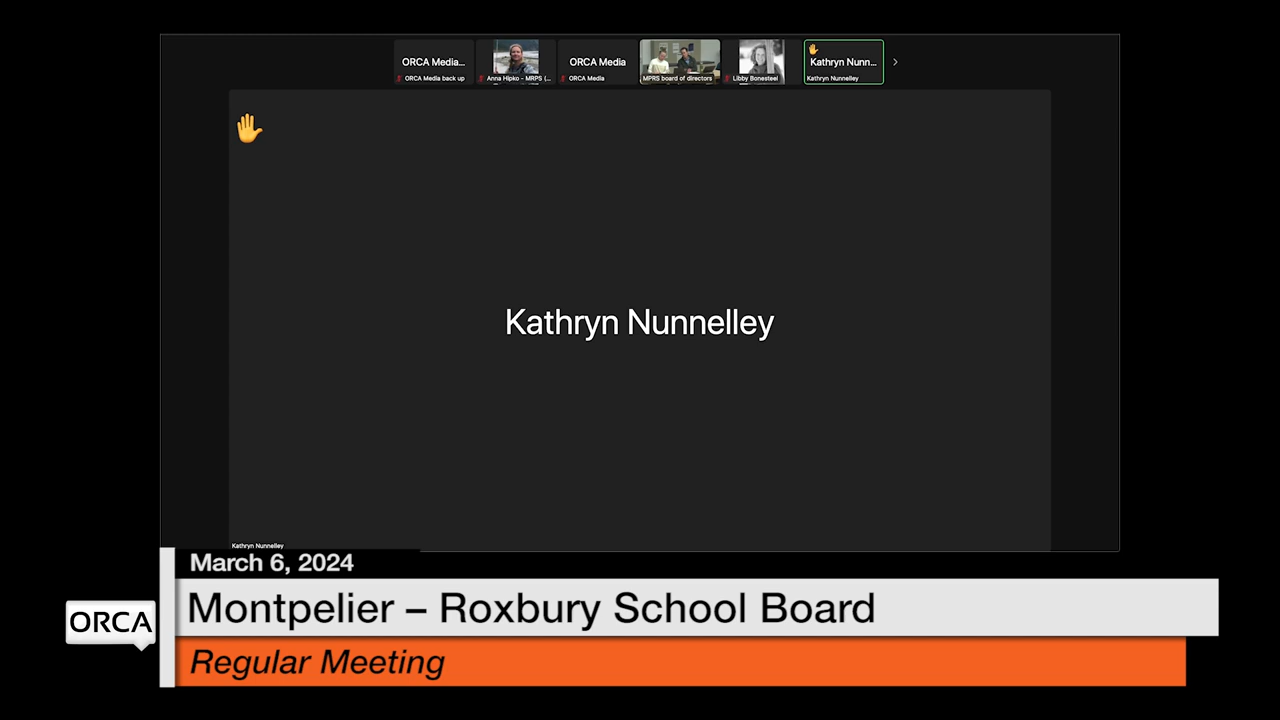 ORCA Media...
ORCA Media
Kathryn Nunn...
ORCA Media back up
Anna Hipko - MRPS (...
ORCA Media
MPRS board of directors
Libby Bonesteel
Kathryn Nunnelley
Kathryn Nunnelley
Kathryn Nunnelley
March 6, 2024
Montpelier – Roxbury School Board
ORCA
Regular Meeting